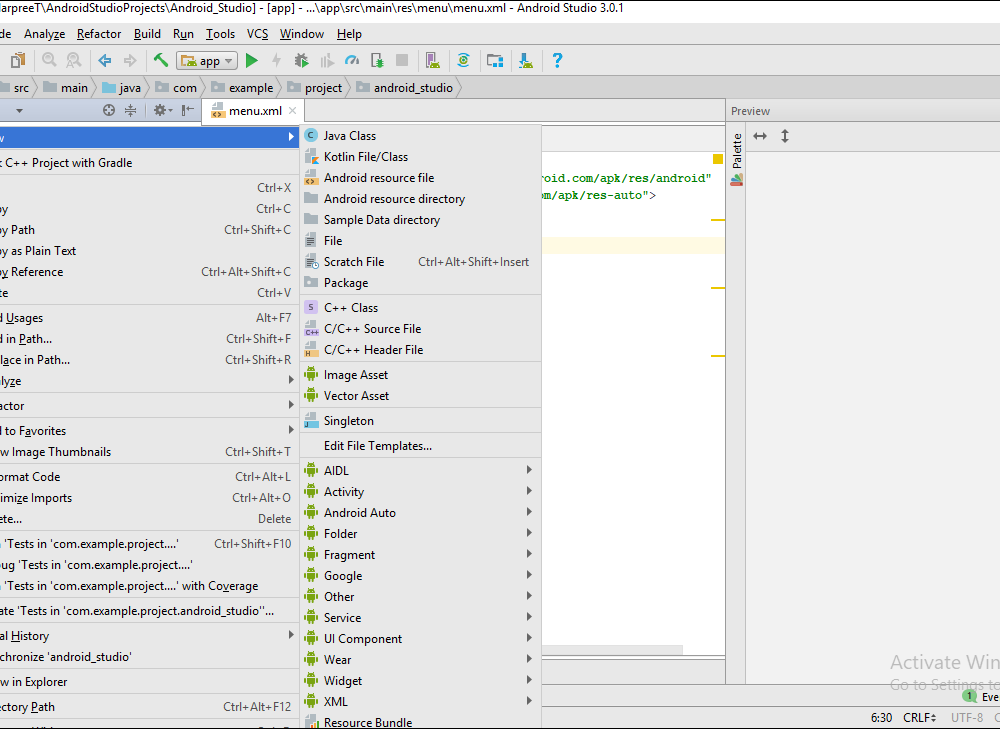 larpreeT\AndroidStudioProjects\Android_Studio] - [app] - ...\app\src\main\res\menu\menu.xml - Android Studio 3.0.1
de Analyze Refactor Build Run Tools VCS Window Help
app
src main java com example project android_studio
menu.xml
Preview
Palette
w
C++ Project with Gradle
Ctrl+X
py Ctrl+C
py Path Ctrl+Shift+C
py as Plain Text
py Reference Ctrl+Alt+Shift+C
te Ctrl+V
d Usages Alt+F7
d in Path... Ctrl+Shift+F
lace in Path... Ctrl+Shift+R
lyze
actor
d to Favorites
w Image Thumbnails Ctrl+Shift+T
ormat Code Ctrl+Alt+L
imize Imports Ctrl+Alt+O
ete... Delete
'Tests in 'com.example.project....' Ctrl+Shift+F10
ug 'Tests in 'com.example.project....'
'Tests in 'com.example.project....' with Coverage
ate 'Tests in 'com.example.project.android_studio''...
al History
chronize 'android_studio'
w in Explorer
ectory Path Ctrl+Alt+F12
Java Class
Kotlin File/Class
Android resource file
Android resource directory
Sample Data directory
File
Scratch File Ctrl+Alt+Shift+Insert
Package
C++ Class
C/C++ Source File
C/C++ Header File
Image Asset
Vector Asset
Singleton
Edit File Templates...
AIDL
Activity
Android Auto
Folder
Fragment
Google
Other
Service
UI Component
Wear
Widget
XML
Resource Bundle
roid.com/apk/res/android"
om/apk/res-auto">
Activate Win
Go to Settings to
1 Eve
6:30 CRLF UTF-8